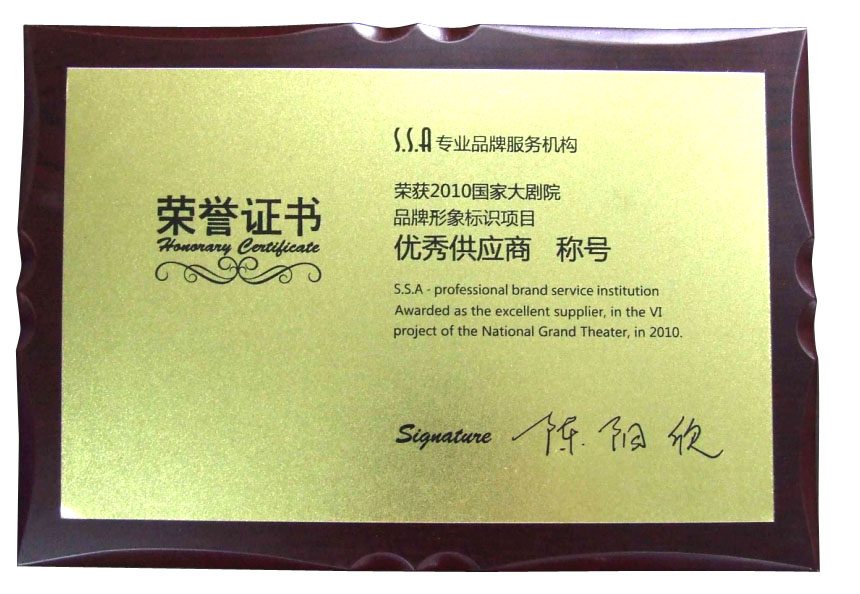 荣誉证书
Honorary Certificate
S.S.A 专业品牌服务机构
荣获2010国家大剧院
品牌形象标识项目
优秀供应商 称号
S.S.A - professional brand service institution
Awarded as the excellent supplier, in the VI
project of the National Grand Theater, in 2010.
Signature 陈阳欣